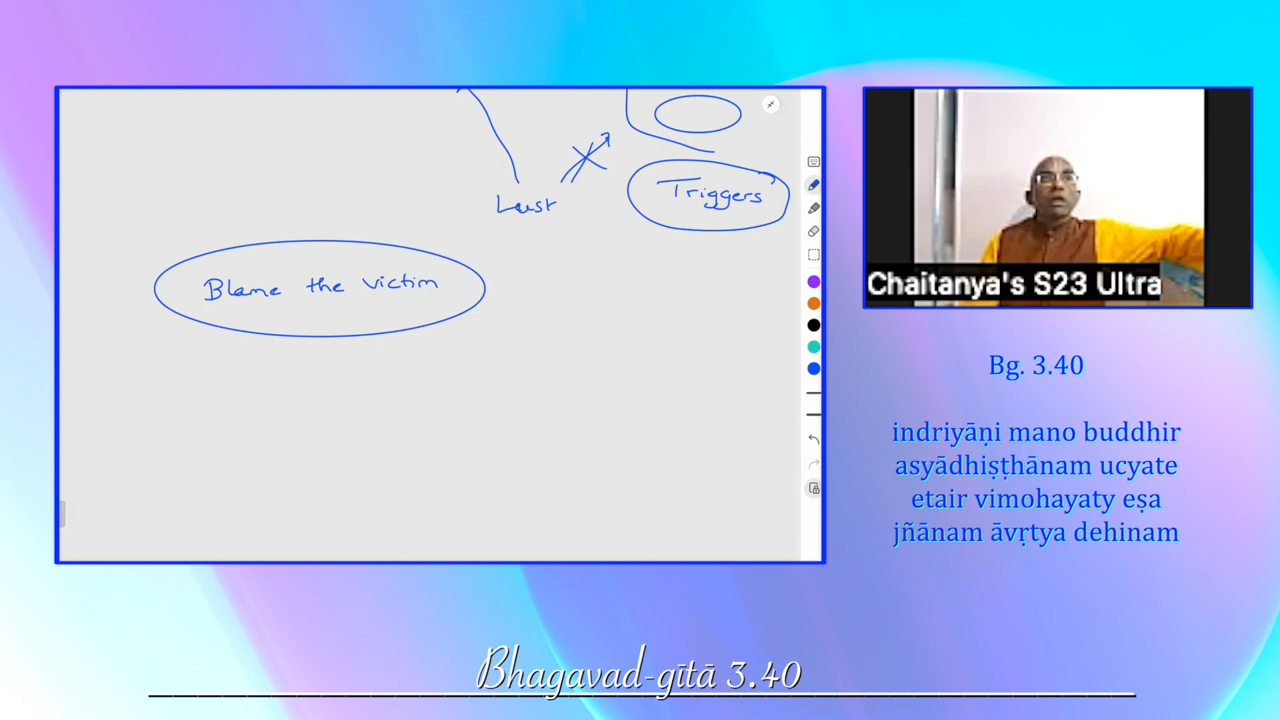 Lust
Triggers
Blame the victim
Chaitanya's S23 Ultra
Bg. 3.40
indriyāṇi mano buddhir
asyādhiṣṭhānam ucyate
etair vimohayaty eṣa
jñānam āvṛtya dehinam
Bhagavad-gītā 3.40